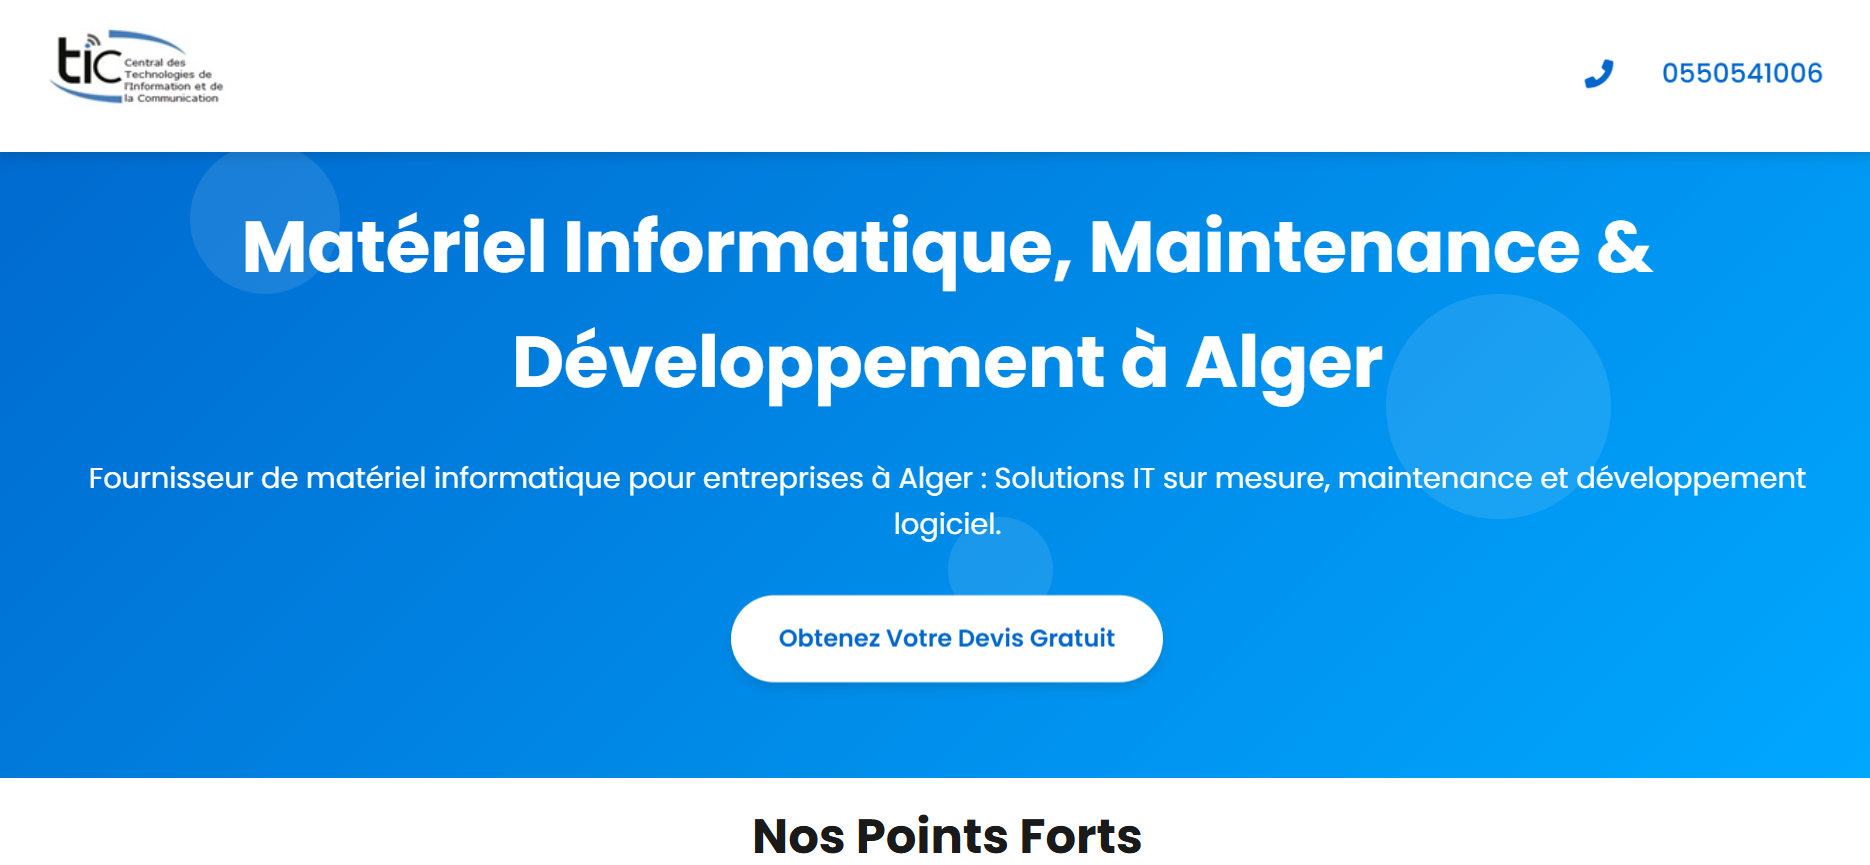 tic
Central des
Technologies de
l'Information et de
la Communication
0550541006
Matériel Informatique, Maintenance &
Développement à Alger
Fournisseur de matériel informatique pour entreprises à Alger : Solutions IT sur mesure, maintenance et développement
logiciel.
Obtenez Votre Devis Gratuit
Nos Points Forts